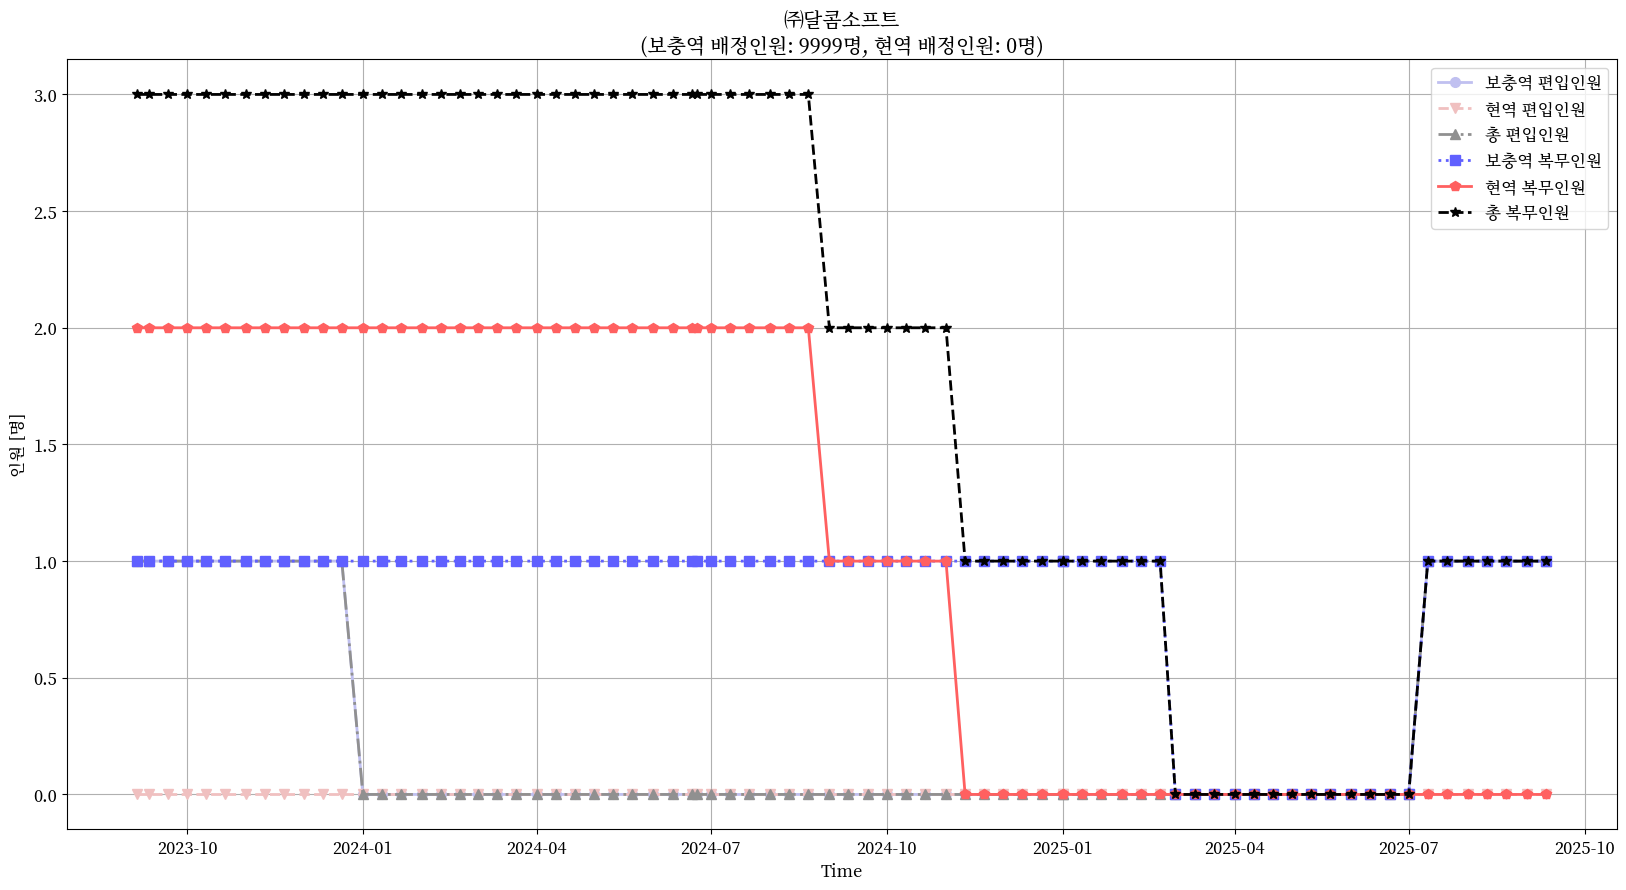 ㈜달콤소프트
(보충역 배정인원: 9999명, 현역 배정인원: 0명)
보충역 편입인원
현역 편입인원
총 편입인원
보충역 복무인원
현역 복무인원
총 복무인원
3.0
2.5
2.0
1.5
1.0
0.5
0.0
인원 [명]
2023-10
2024-01
2024-04
2024-07
2024-10
2025-01
2025-04
2025-07
2025-10
Time